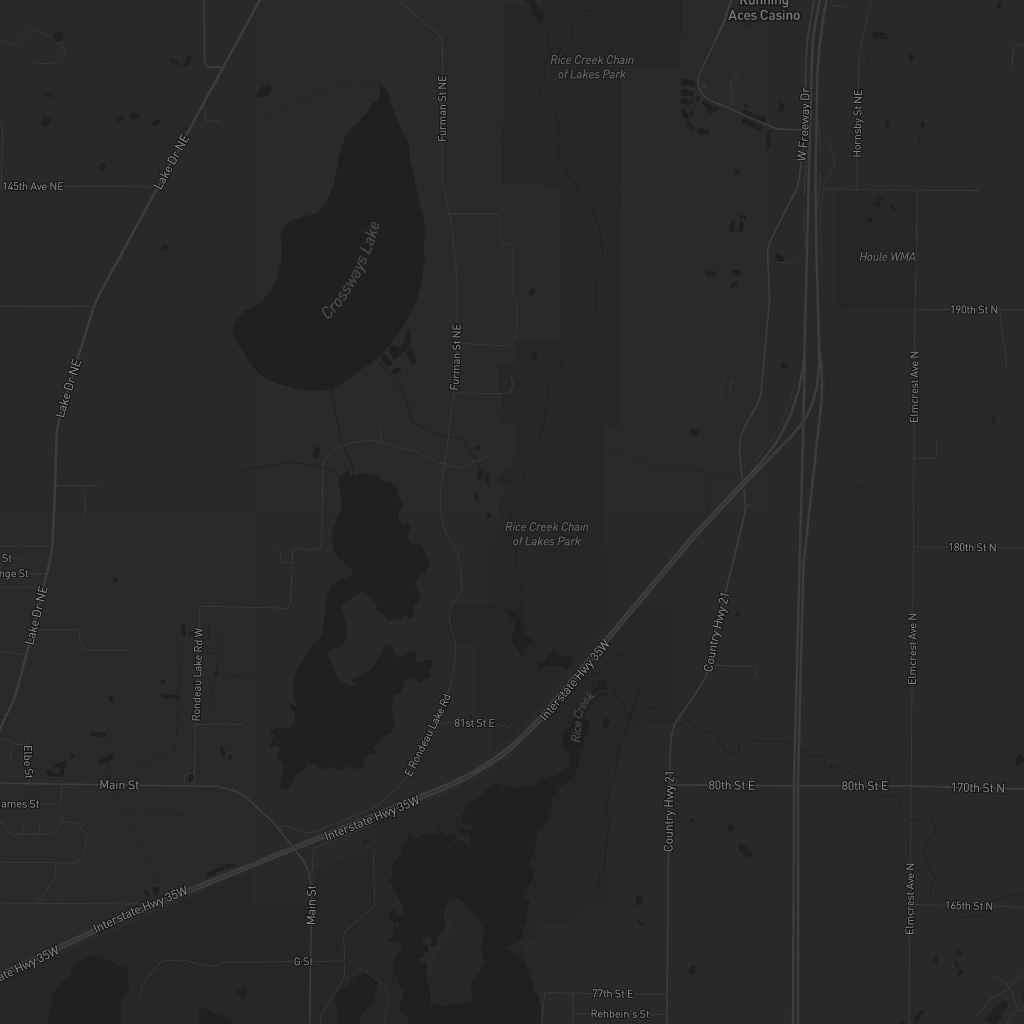 Running
Aces Casino
Rice Creek Chain
of Lakes Park
Furman St NE
W Freeway Dr
Hornsby St NE
Lake Dr NE
145th Ave NE
Crossways Lake
Houle WMA
190th St N
Furman St NE
Elmcrest Ave N
Lake Dr NE
Rice Creek Chain
of Lakes Park
180th St N
St
nge St
Lake Dr NE
Country Hwy 21
Elmcrest Ave N
Rondeau Lake Rd W
Interstate Hwy 35W
Rice Creek
81st St E
E Rondeau Lake Rd
Elbe St
Main St
80th St E
80th St E
170th St N
ames St
Country Hwy 21
Interstate Hwy 35W
Interstate Hwy 35W
Main St
Elmcrest Ave N
165th St N
ate Hwy 35W
G St
77th St E
Rehbein's St